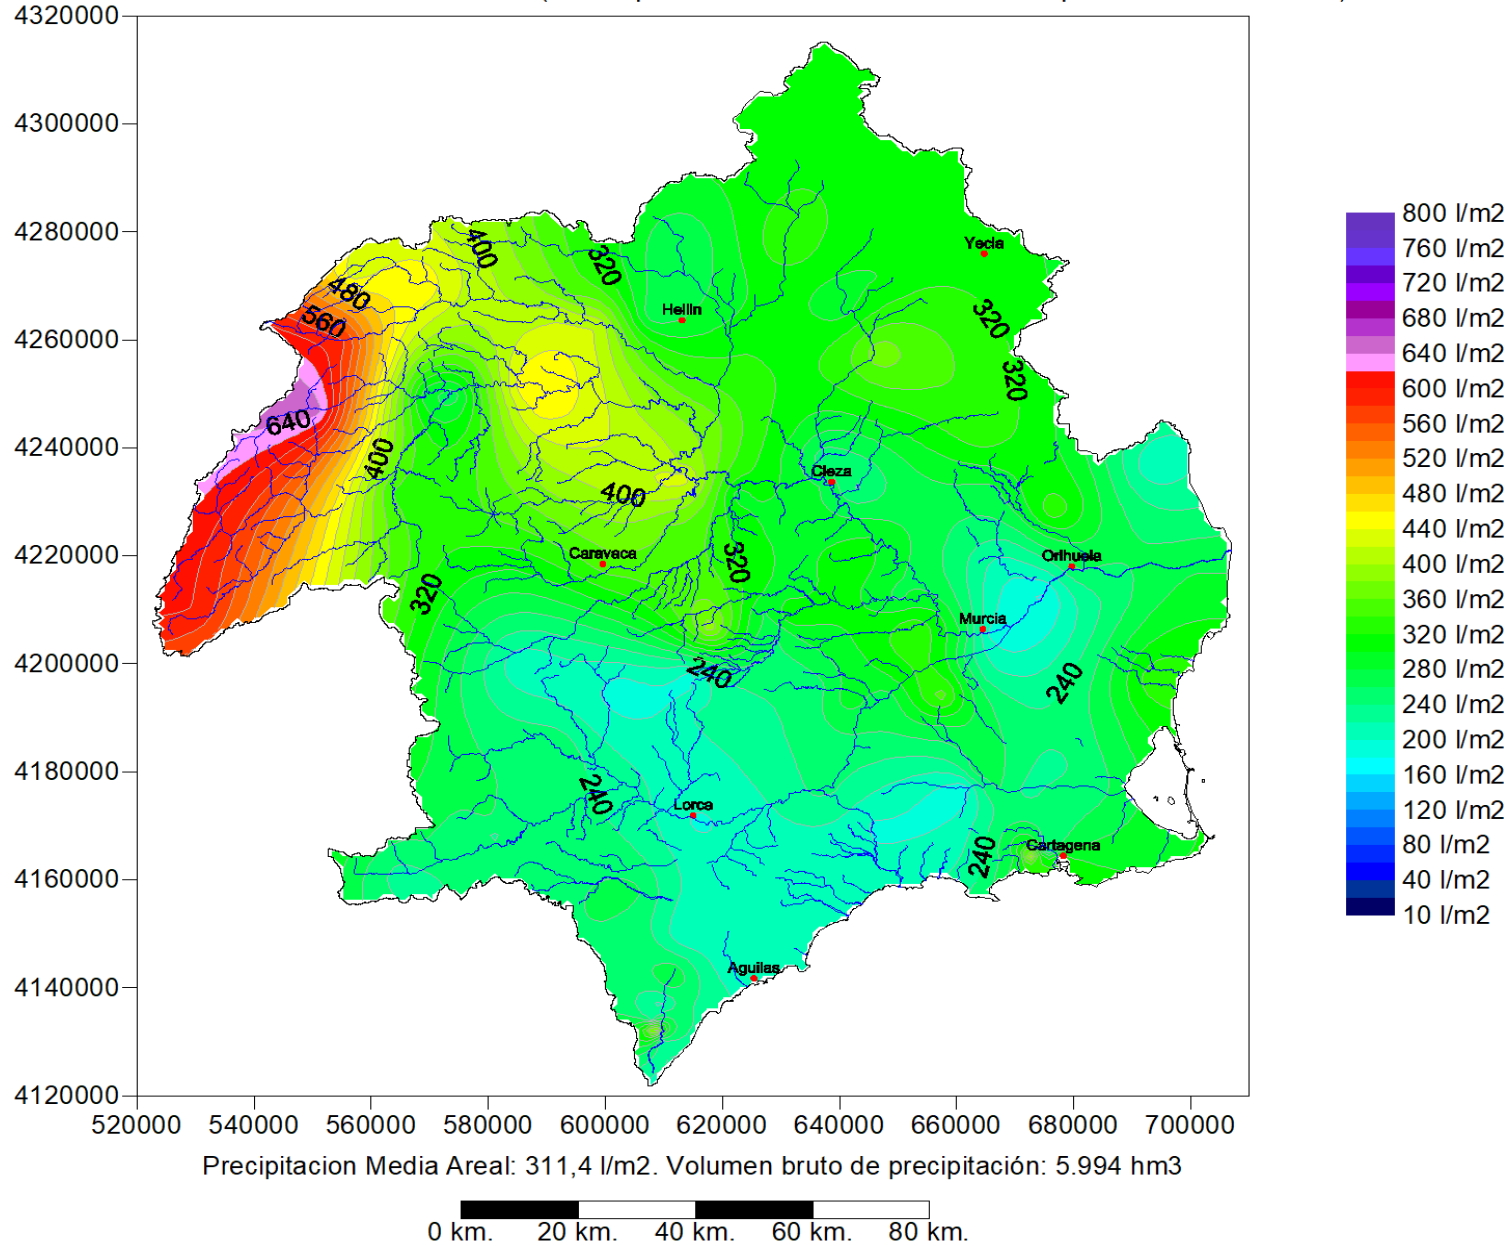 4320000
4300000
4280000
4260000
4240000
4220000
4200000
4180000
4160000
4140000
4120000
520000 540000 560000 580000 600000 620000 640000 660000 680000 700000
400
320
480
560
640
400
400
320
320
320
320
240
240
240
240
Yecla
Hellin
Cieza
Caravaca
Orihuela
Murcia
Lorca
Cartagena
Aguilas
800 l/m2
760 l/m2
720 l/m2
680 l/m2
640 l/m2
600 l/m2
560 l/m2
520 l/m2
480 l/m2
440 l/m2
400 l/m2
360 l/m2
320 l/m2
280 l/m2
240 l/m2
200 l/m2
160 l/m2
120 l/m2
80 l/m2
40 l/m2
10 l/m2
Precipitacion Media Areal: 311,4 l/m2. Volumen bruto de precipitación: 5.994 hm3
0 km. 20 km. 40 km. 60 km. 80 km.